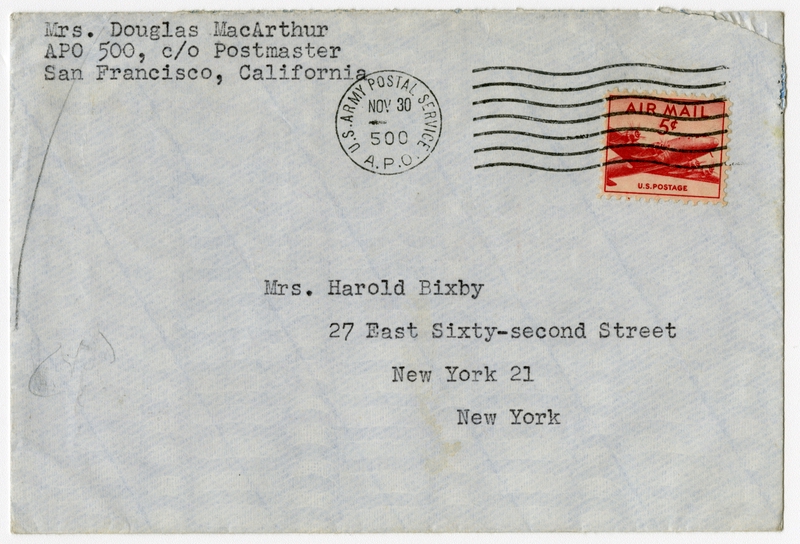 Mrs. Douglas MacArthur
APO 500, c/o Postmaster
San Francisco, California
U.S. ARMY POSTAL SERVICE
NOV 30
500
A.P.O.
AIR MAIL
5¢
U.S. POSTAGE
Mrs. Harold Bixby
27 East Sixty-second Street
New York 21
New York